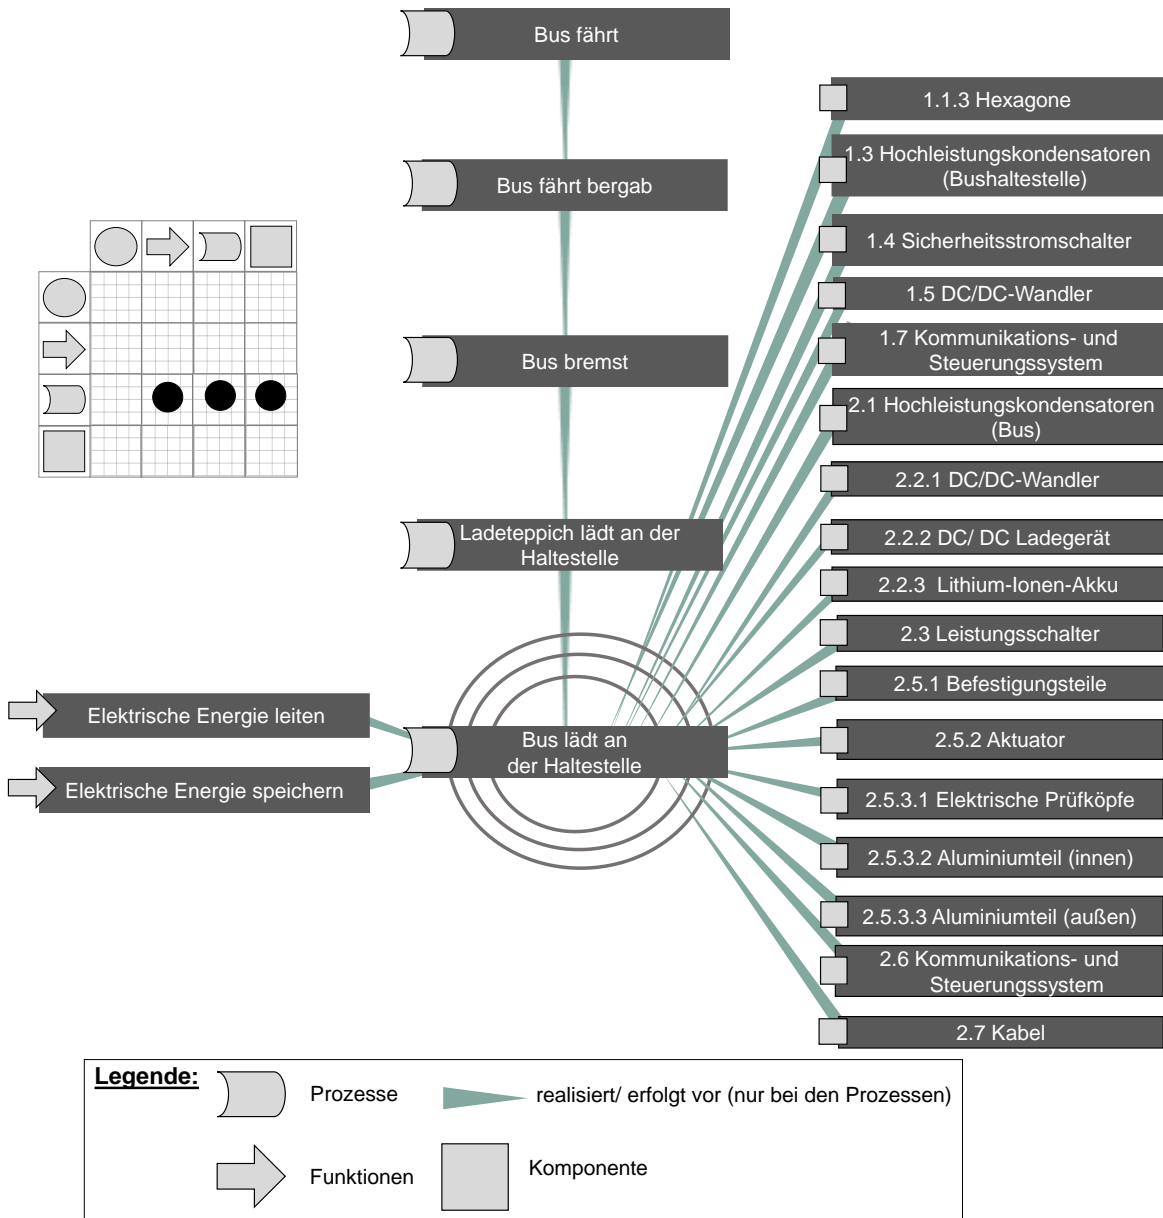 Bus fährt
Bus fährt bergab
Bus bremst
Ladeteppich lädt an der
Haltestelle
Bus lädt an
der Haltestelle
Elektrische Energie leiten
Elektrische Energie speichern
1.1.3 Hexagone
1.3 Hochleistungskondensatoren
(Bushaltestelle)
1.4 Sicherheitsstromschalter
1.5 DC/DC-Wandler
1.7 Kommunikations- und
Steuerungssystem
2.1 Hochleistungskondensatoren
(Bus)
2.2.1 DC/DC-Wandler
2.2.2 DC/ DC Ladegerät
2.2.3 Lithium-Ionen-Akku
2.3 Leistungsschalter
2.5.1 Befestigungsteile
2.5.2 Aktuator
2.5.3.1 Elektrische Prüfköpfe
2.5.3.2 Aluminiumteil (innen)
2.5.3.3 Aluminiumteil (außen)
2.6 Kommunikations- und
Steuerungssystem
2.7 Kabel
Legende:
Prozesse
realisiert/ erfolgt vor (nur bei den Prozessen)
Funktionen
Komponente